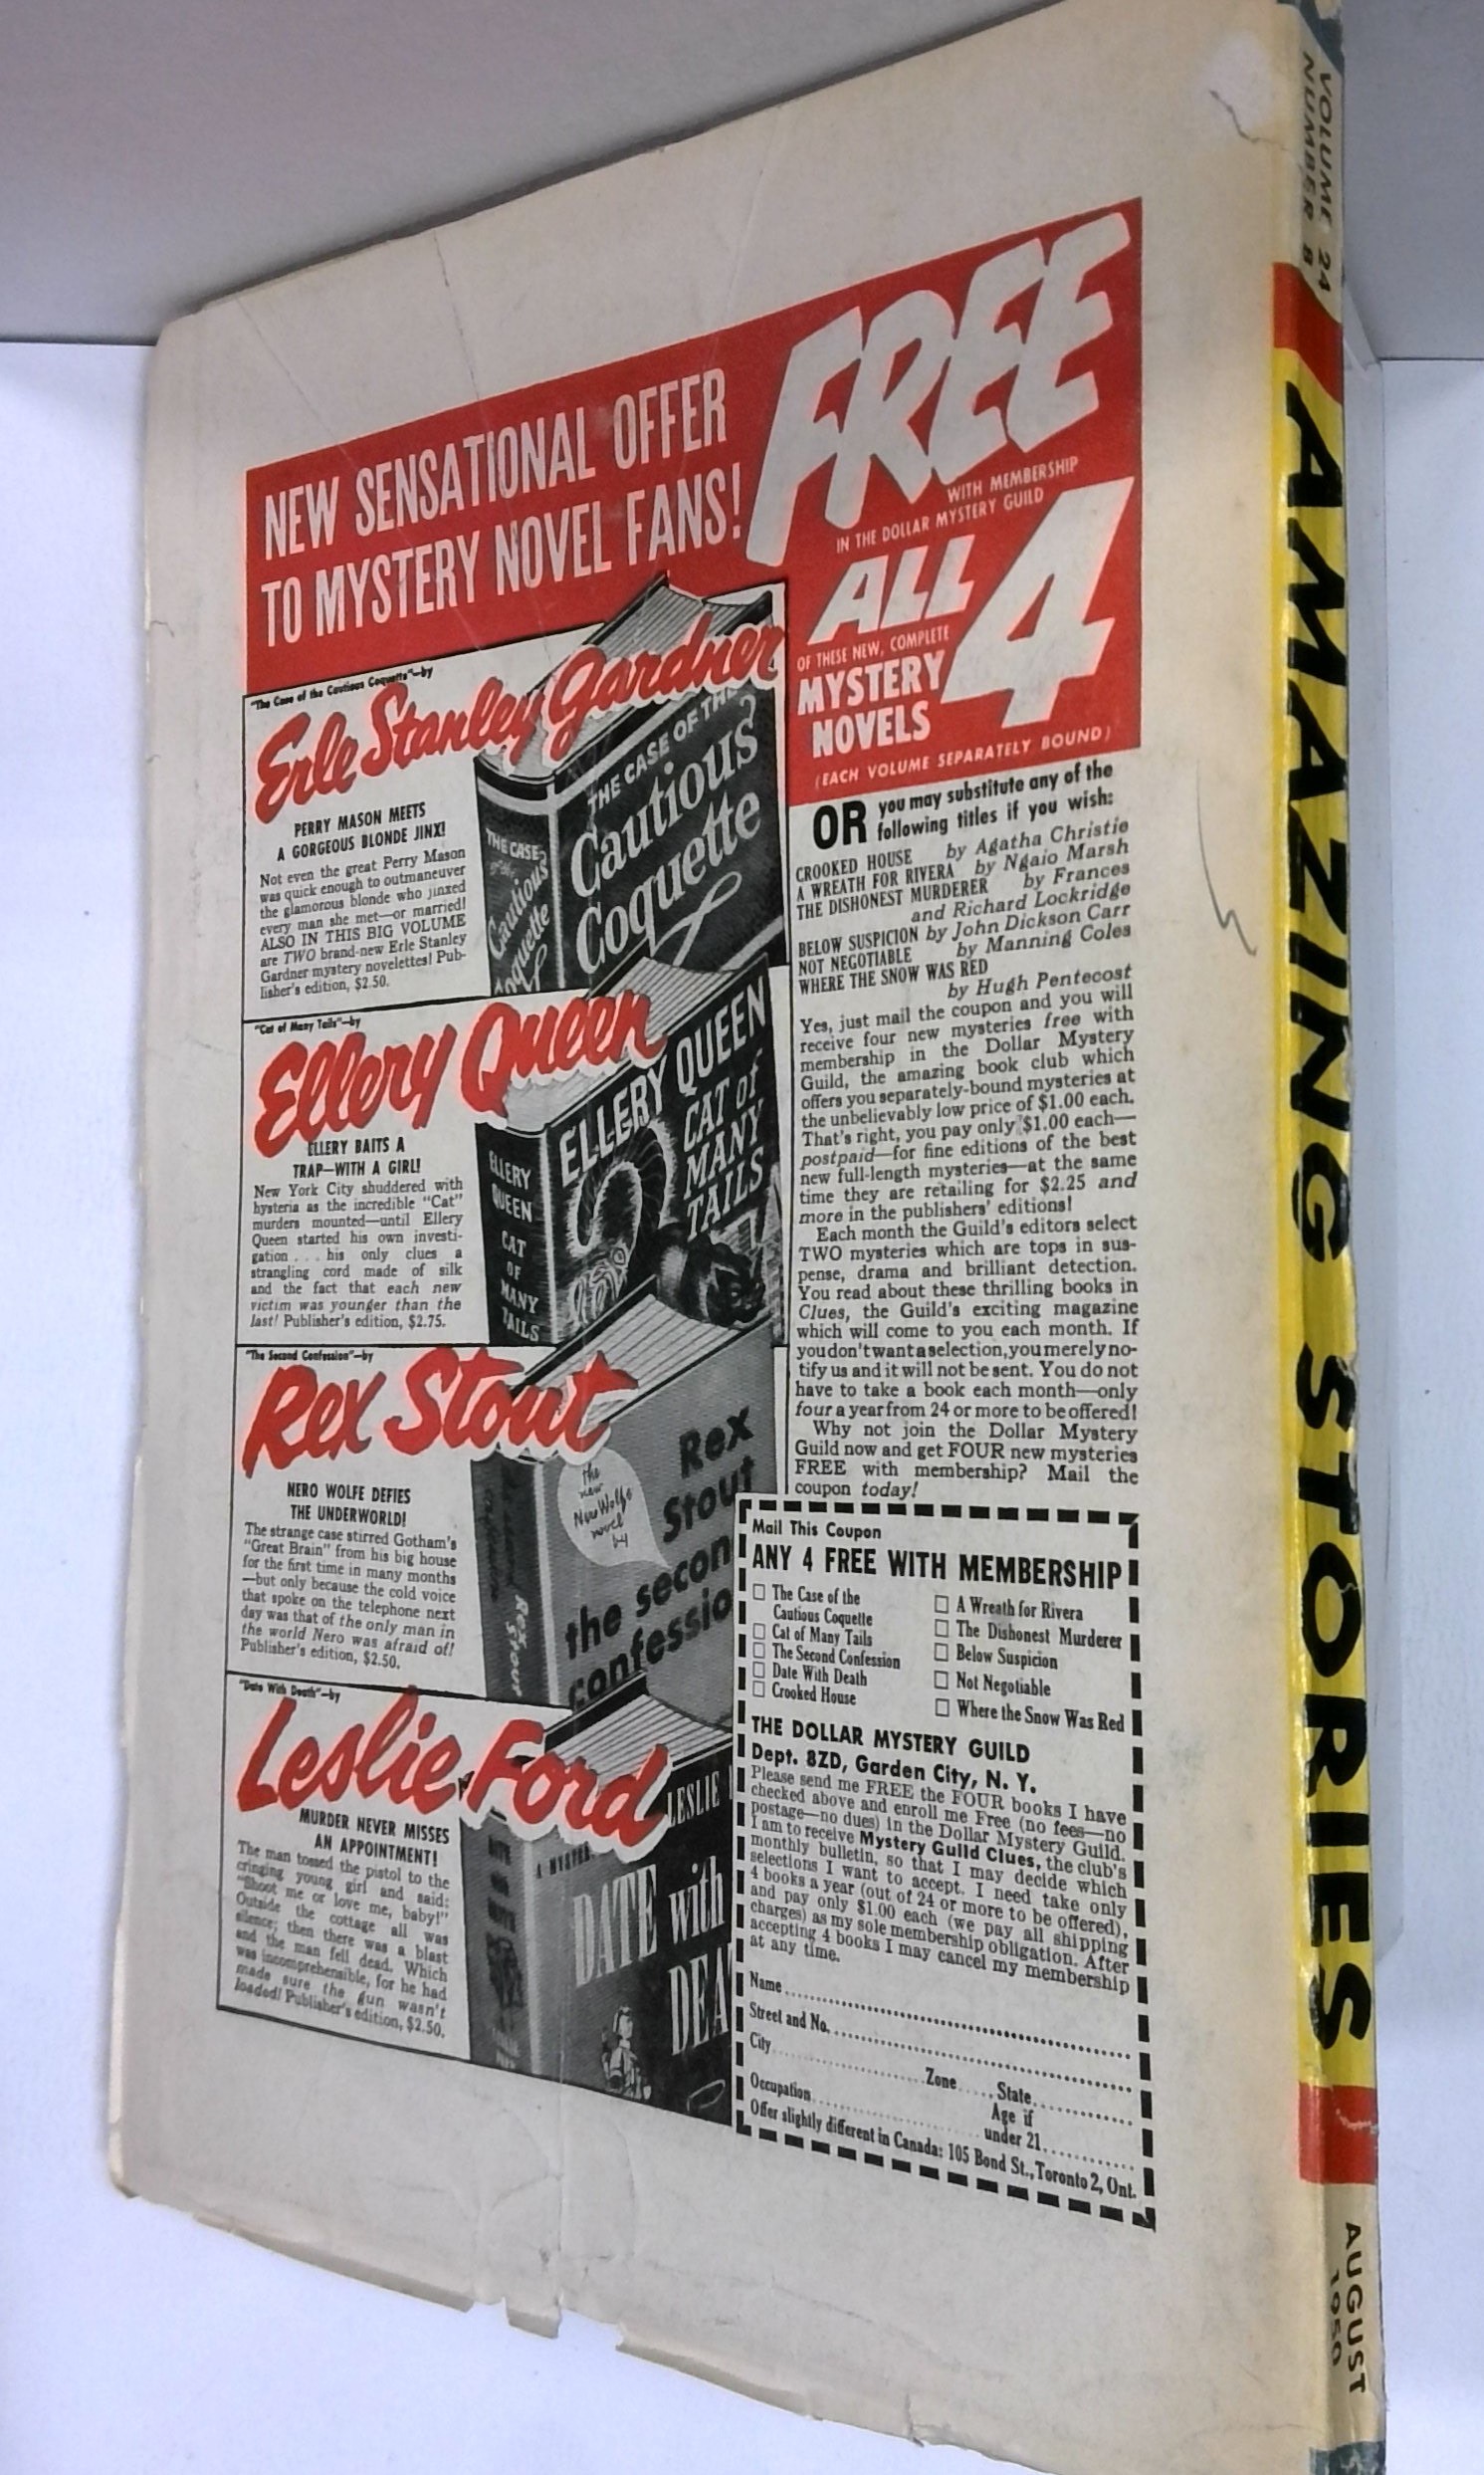 NEW SENSATIONAL OFFER
TO MYSTERY NOVEL FANS!
FREE
WITH MEMBERSHIP
IN THE DOLLAR MYSTERY GUILD
ALL 4
OF THESE NEW, COMPLETE
MYSTERY
NOVELS
(EACH VOLUME SEPARATELY BOUND)
"The Case of the Cautious Coquette"—by
Erle Stanley Gardner
PERRY MASON MEETS
A GORGEOUS BLONDE JINX!
Not even the great Perry Mason
was quick enough to outmaneuver
the glamorous blonde who jinxed
every man she met—or married!
ALSO IN THIS BIG VOLUME
are TWO brand-new Erle Stanley
Gardner mystery novelettes! Pub-
lisher's edition, $2.50.
THE CASE
Cautious
Coquette
THE CASE OF THE
Cautious
Coquette
"Cat of Many Tails"—by
Ellery Queen
ELLERY BAITS A
TRAP—WITH A GIRL!
New York City shuddered with
hysteria as the incredible "Cat"
murders mounted—until Ellery
Queen started his own investi-
gation . . . his only clues a
strangling cord made of silk
and the fact that each new
victim was younger than the
last! Publisher's edition, $2.75.
ELLERY
QUEEN
CAT
OF
MANY
TAILS
ELLERY QUEEN
CAT OF
MANY
TAILS
"The Second Confession"—by
Rex Stout
NERO WOLFE DEFIES
THE UNDERWORLD!
The strange case stirred Gotham's
"Great Brain" from his big house
for the first time in many months
—but only because the cold voice
that spoke on the telephone next
day was that of the only man in
the world Nero was afraid of!
Publisher's edition, $2.50.
Rex Stout
the
new
Nero Wolfe
novel
by
Rex
Stout
the secon
confessio
"Date With Death"—by
Leslie Ford
MURDER NEVER MISSES
AN APPOINTMENT!
The man tossed the pistol to the
cringing young girl and said:
"Shoot me or love me, baby!"
Outside the cottage all was
silence; then there was a blast
and the man fell dead. Which
was incomprehensible, for he had
made sure the gun wasn't
loaded! Publisher's edition, $2.50.
LESLIE
DATE with
DEA
OR you may substitute any of the
following titles if you wish:
CROOKED HOUSE by Agatha Christie
A WREATH FOR RIVERA by Ngaio Marsh
THE DISHONEST MURDERER by Frances
and Richard Lockridge
BELOW SUSPICION by John Dickson Carr
NOT NEGOTIABLE by Manning Coles
WHERE THE SNOW WAS RED
by Hugh Pentecost
Yes, just mail the coupon and you will
receive four new mysteries free with
membership in the Dollar Mystery
Guild, the amazing book club which
offers you separately-bound mysteries at
the unbelievably low price of $1.00 each.
That's right, you pay only $1.00 each—
postpaid—for fine editions of the best
new full-length mysteries—at the same
time they are retailing for $2.25 and
more in the publishers' editions!
Each month the Guild's editors select
TWO mysteries which are tops in sus-
pense, drama and brilliant detection.
You read about these thrilling books in
Clues, the Guild's exciting magazine
which will come to you each month. If
you don't want a selection, you merely no-
tify us and it will not be sent. You do not
have to take a book each month—only
four a year from 24 or more to be offered!
Why not join the Dollar Mystery
Guild now and get FOUR new mysteries
FREE with membership? Mail the
coupon today!
Mail This Coupon
ANY 4 FREE WITH MEMBERSHIP
The Case of the
Cautious Coquette
Cat of Many Tails
The Second Confession
Date With Death
Crooked House
A Wreath for Rivera
The Dishonest Murderer
Below Suspicion
Not Negotiable
Where the Snow Was Red
THE DOLLAR MYSTERY GUILD
Dept. 8ZD, Garden City, N. Y.
Please send me FREE the FOUR books I have
checked above and enroll me Free (no fees—no
postage—no dues) in the Dollar Mystery Guild.
I am to receive Mystery Guild Clues, the club's
monthly bulletin, so that I may decide which
selections I want to accept. I need take only
4 books a year (out of 24 or more to be offered),
and pay only $1.00 each (we pay all shipping
charges) as my sole membership obligation. After
accepting 4 books I may cancel my membership
at any time.
Name
Street and No.
City Zone State
Occupation Age if under 21
Offer slightly different in Canada: 105 Bond St., Toronto 2, Ont.
VOLUME 24
NUMBER 8
AMAZING STORIES
AUGUST
1950